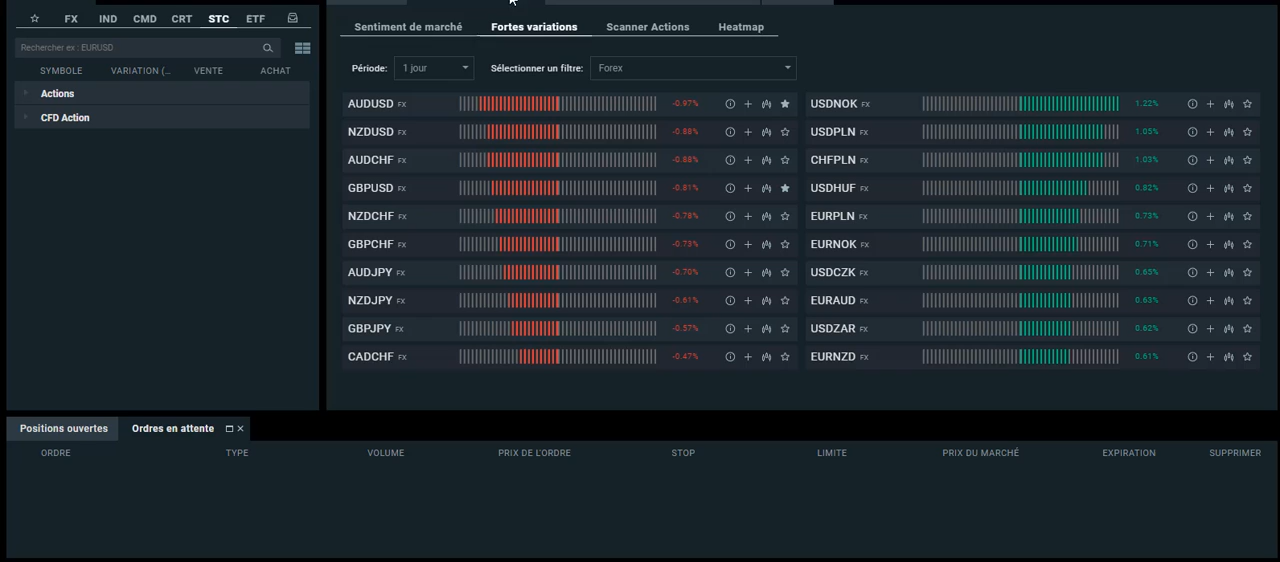 FX IND CMD CRT STC ETF
Rechercher ex : EURUSD
SYMBOLE VARIATION (... VENTE ACHAT
Actions
CFD Action
Sentiment de marché Fortes variations Scanner Actions Heatmap
Période: 1 jour Sélectionner un filtre: Forex
AUDUSD FX -0.97%
NZDUSD FX -0.88%
AUDCHF FX -0.88%
GBPUSD FX -0.81%
NZDCHF FX -0.78%
GBPCHF FX -0.73%
AUDJPY FX -0.70%
NZDJPY FX -0.61%
GBPJPY FX -0.57%
CADCHF FX -0.47%
USDNOK FX 1.22%
USDPLN FX 1.05%
CHFPLN FX 1.03%
USDHUF FX 0.82%
EURPLN FX 0.73%
EURNOK FX 0.71%
USDCZK FX 0.65%
EURAUD FX 0.63%
USDZAR FX 0.62%
EURNZD FX 0.61%
Positions ouvertes Ordres en attente
ORDRE TYPE VOLUME PRIX DE L'ORDRE STOP LIMITE PRIX DU MARCHÉ EXPIRATION SUPPRIMER